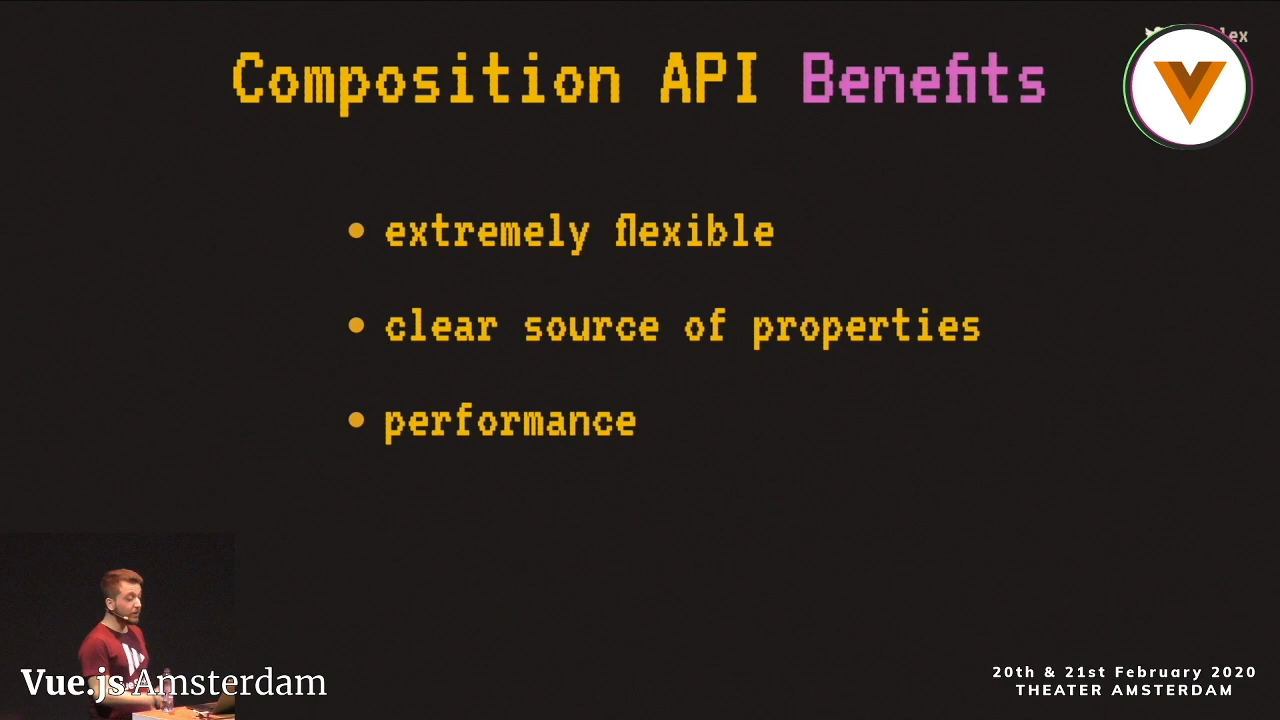 Composition API Benefits
• extremely flexible
• clear source of properties
• performance
Vue.js Amsterdam
20th & 21st February 2020
THEATER AMSTERDAM